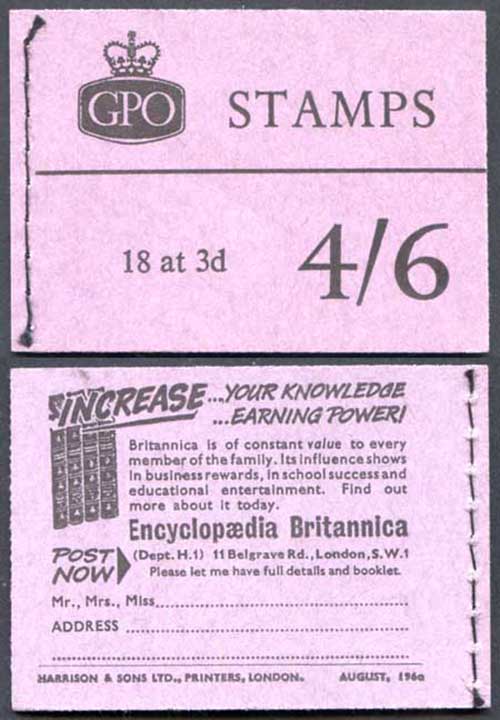 GPO
STAMPS
18 at 3d
4/6
INCREASE ...YOUR KNOWLEDGE
...EARNING POWER!
Britannica is of constant value to every
member of the family. Its influence shows
in business rewards, in school success and
educational entertainment. Find out
more about it today.
Encyclopædia Britannica
POST
NOW
(Dept. H.1) 11 Belgrave Rd., London, S.W.1
Please let me have full details and booklet.
Mr., Mrs., Miss
ADDRESS
HARRISON & SONS LTD., PRINTERS, LONDON. AUGUST, 1960